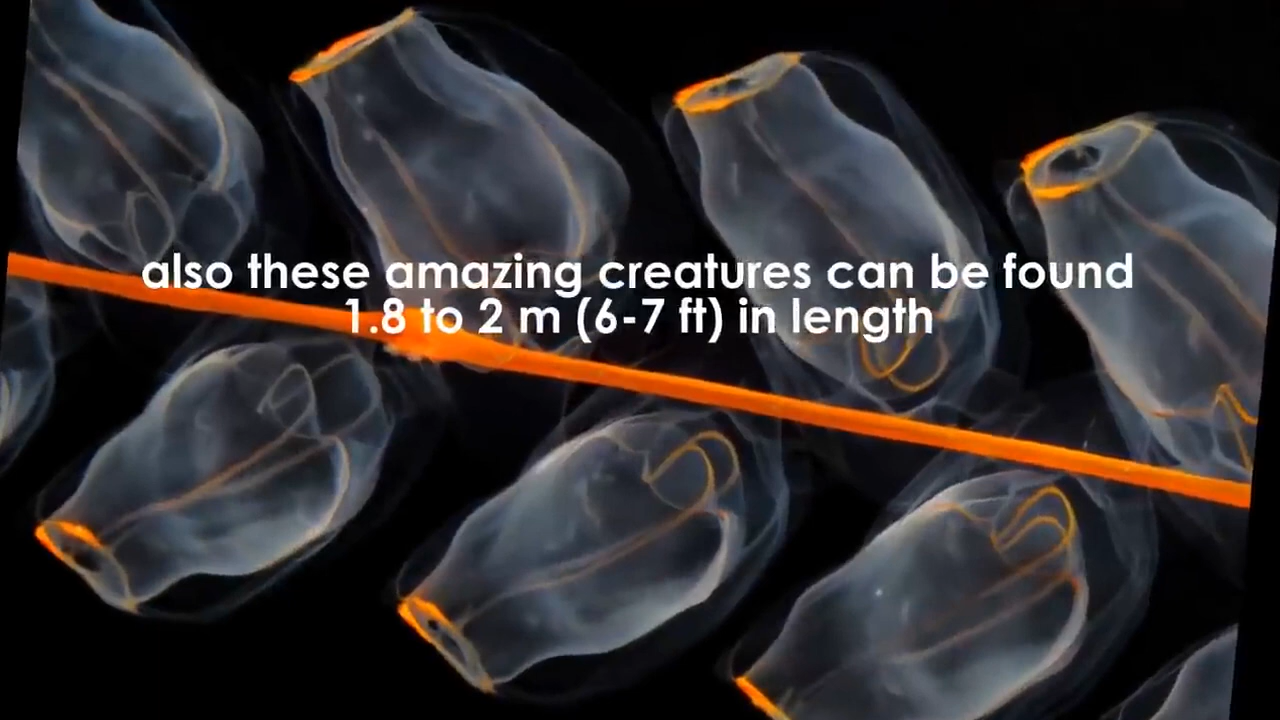 also these amazing creatures can be found
1.8 to 2 m (6-7 ft) in length